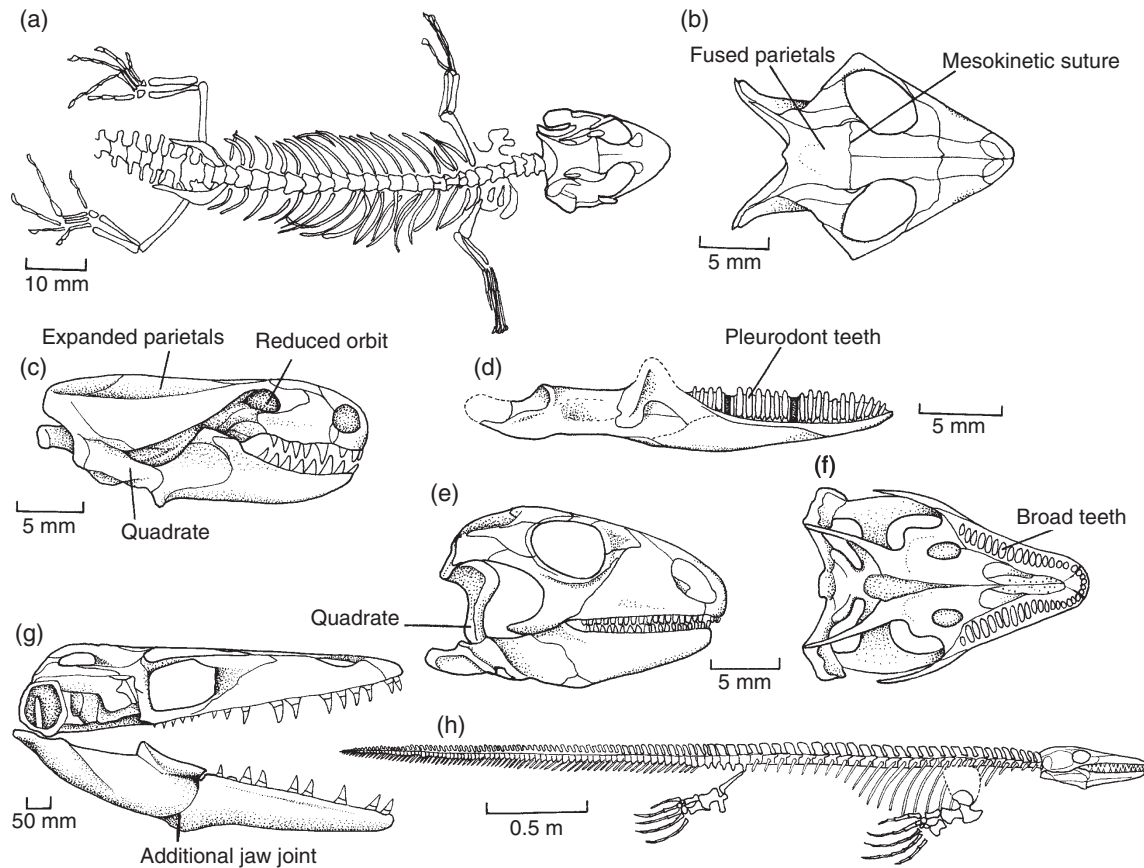 (a)
(b)
Fused parietals
Mesokinetic suture
10 mm
5 mm
Expanded parietals
Reduced orbit
(c)
Pleurodont teeth
(d)
5 mm
5 mm
Quadrate
(e)
(f)
Broad teeth
Quadrate
5 mm
(g)
(h)
50 mm
0.5 m
Additional jaw joint